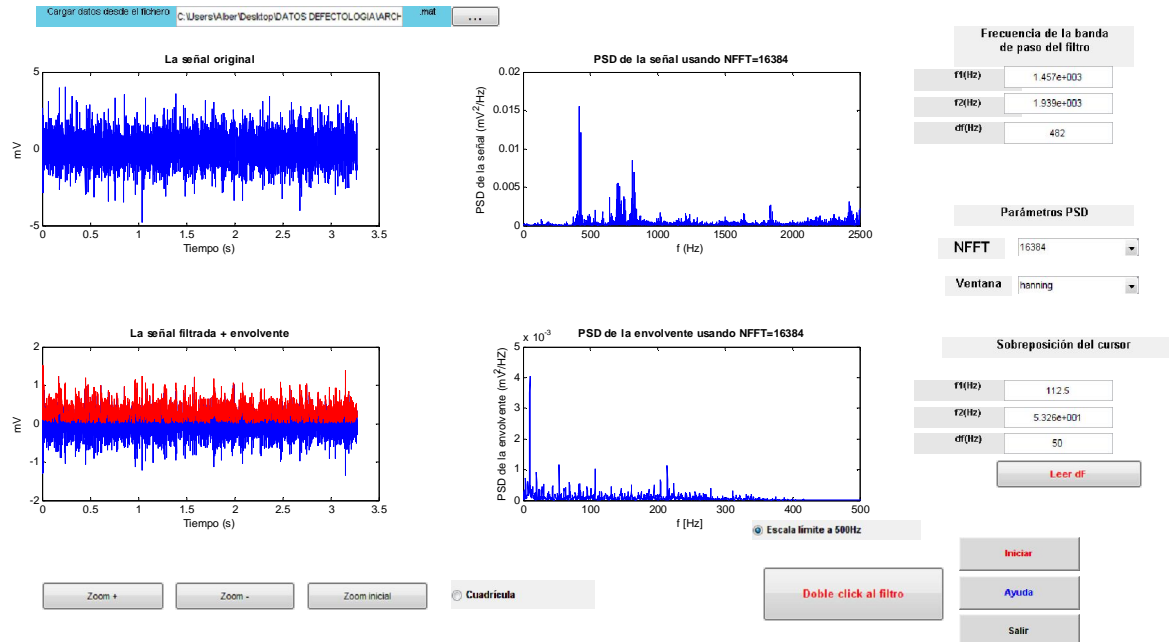 Cargar datos desde el fichero C:\Users\Alber\Desktop\DATOS DEFECTOLOGIA\ARCH .mat ...
La señal original
5
0
-5
mV
0 0.5 1 1.5 2 2.5 3 3.5
Tiempo (s)
PSD de la señal usando NFFT=16384
0.02
0.015
0.01
0.005
0
PSD de la señal (mV²/Hz)
0 500 1000 1500 2000 2500
f (Hz)
Frecuencia de la banda
de paso del filtro
f1(Hz) 1.457e+003
f2(Hz) 1.939e+003
df(Hz) 482
Parámetros PSD
NFFT 16384
Ventana hanning
La señal filtrada + envolvente
2
1
0
-1
-2
mV
0 0.5 1 1.5 2 2.5 3 3.5
Tiempo (s)
PSD de la envolvente usando NFFT=16384
x 10⁻³
5
4
3
2
1
0
PSD de la envolvente (mV²/HZ)
0 100 200 300 400 500
f [Hz]
Sobreposición del cursor
f1(Hz) 112.5
f2(Hz) 5.326e+001
df(Hz) 50
Leer dF
Escala límite a 500Hz
Zoom + Zoom - Zoom inicial Cuadrícula
Doble click al filtro
Iniciar
Ayuda
Salir